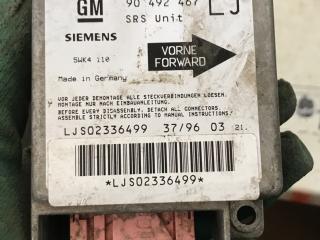 GM
90 492 467 LJ
SRS Unit
SIEMENS
5WK4 110
VORNE
FORWARD
Made in Germany
VOR JEDER DEMONTAGE ALLE STECKVERBINDUNGEN LOESEN.
MONTAGE NUR NACH EINBAUANLEITUNG.
BEFORE EVERY DISASSEMBLY, DETACH ALL CONNECTORS.
ASSEMBLE STRICTLY ACCORDING TO MANUAL INSTRUCTIONS!
LJS02336499 37/96 03 21.
*LJS02336499*